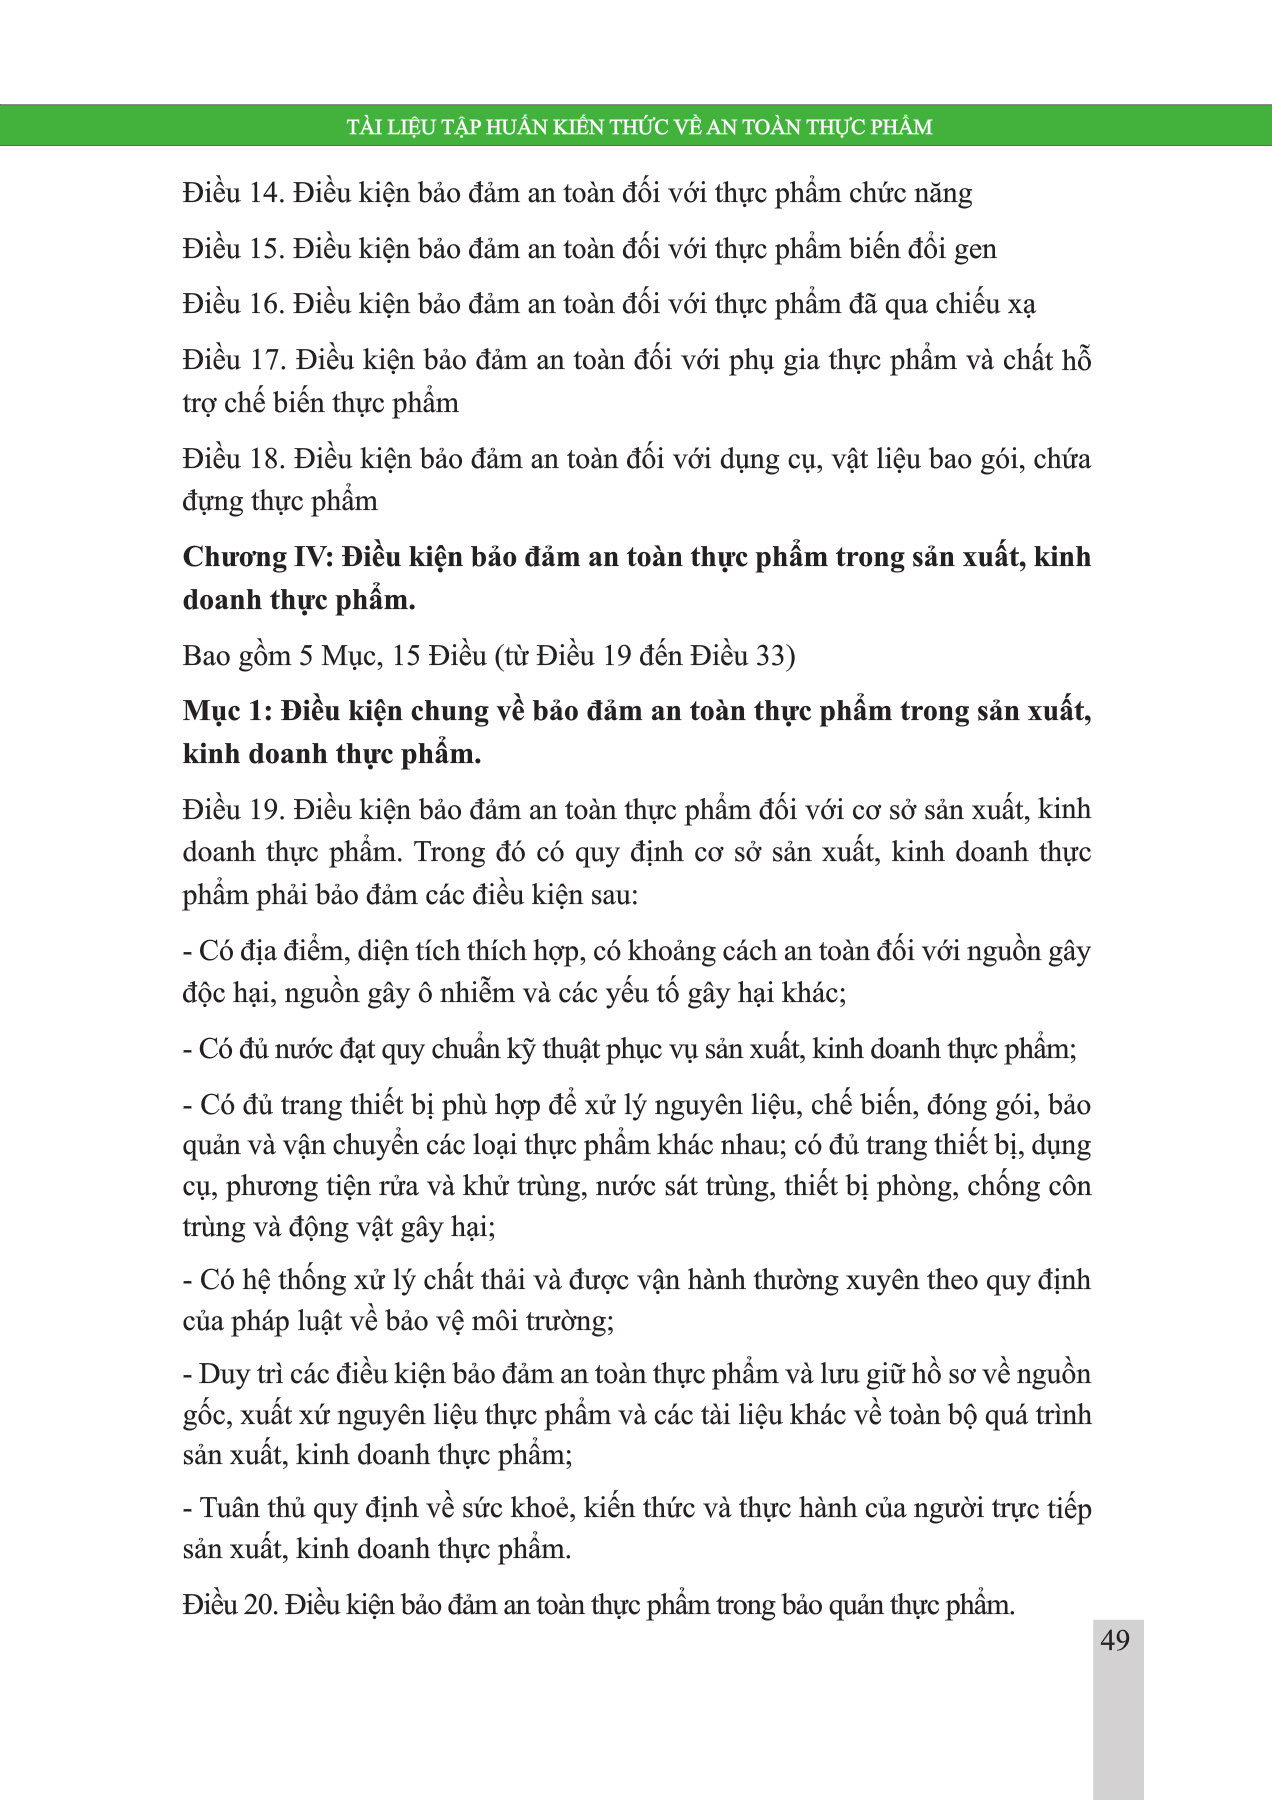 TÀI LIỆU TẬP HUẤN KIẾN THỨC VỀ AN TOÀN THỰC PHẨM
Điều 14. Điều kiện bảo đảm an toàn đối với thực phẩm chức năng
Điều 15. Điều kiện bảo đảm an toàn đối với thực phẩm biến đổi gen
Điều 16. Điều kiện bảo đảm an toàn đối với thực phẩm đã qua chiếu xạ
Điều 17. Điều kiện bảo đảm an toàn đối với phụ gia thực phẩm và chất hỗ
trợ chế biến thực phẩm
Điều 18. Điều kiện bảo đảm an toàn đối với dụng cụ, vật liệu bao gói, chứa
đựng thực phẩm
Chương IV: Điều kiện bảo đảm an toàn thực phẩm trong sản xuất, kinh
doanh thực phẩm.
Bao gồm 5 Mục, 15 Điều (từ Điều 19 đến Điều 33)
Mục 1: Điều kiện chung về bảo đảm an toàn thực phẩm trong sản xuất,
kinh doanh thực phẩm.
Điều 19. Điều kiện bảo đảm an toàn thực phẩm đối với cơ sở sản xuất, kinh
doanh thực phẩm. Trong đó có quy định cơ sở sản xuất, kinh doanh thực
phẩm phải bảo đảm các điều kiện sau:
- Có địa điểm, diện tích thích hợp, có khoảng cách an toàn đối với nguồn gây
độc hại, nguồn gây ô nhiễm và các yếu tố gây hại khác;
- Có đủ nước đạt quy chuẩn kỹ thuật phục vụ sản xuất, kinh doanh thực phẩm;
- Có đủ trang thiết bị phù hợp để xử lý nguyên liệu, chế biến, đóng gói, bảo
quản và vận chuyển các loại thực phẩm khác nhau; có đủ trang thiết bị, dụng
cụ, phương tiện rửa và khử trùng, nước sát trùng, thiết bị phòng, chống côn
trùng và động vật gây hại;
- Có hệ thống xử lý chất thải và được vận hành thường xuyên theo quy định
của pháp luật về bảo vệ môi trường;
- Duy trì các điều kiện bảo đảm an toàn thực phẩm và lưu giữ hồ sơ về nguồn
gốc, xuất xứ nguyên liệu thực phẩm và các tài liệu khác về toàn bộ quá trình
sản xuất, kinh doanh thực phẩm;
- Tuân thủ quy định về sức khoẻ, kiến thức và thực hành của người trực tiếp
sản xuất, kinh doanh thực phẩm.
Điều 20. Điều kiện bảo đảm an toàn thực phẩm trong bảo quản thực phẩm.
49